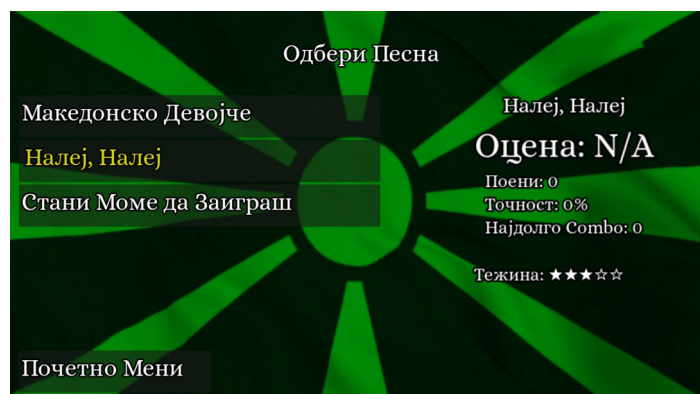 Одбери Песна
Македонско Девојче
Налеј, Налеј
Стани Моме да Заиграш
Почетно Мени
Налеј, Налеј
Оцена: N/A
Поени: 0
Точност: 0%
Најдолго Combo: 0
Тежина: ★★★☆☆